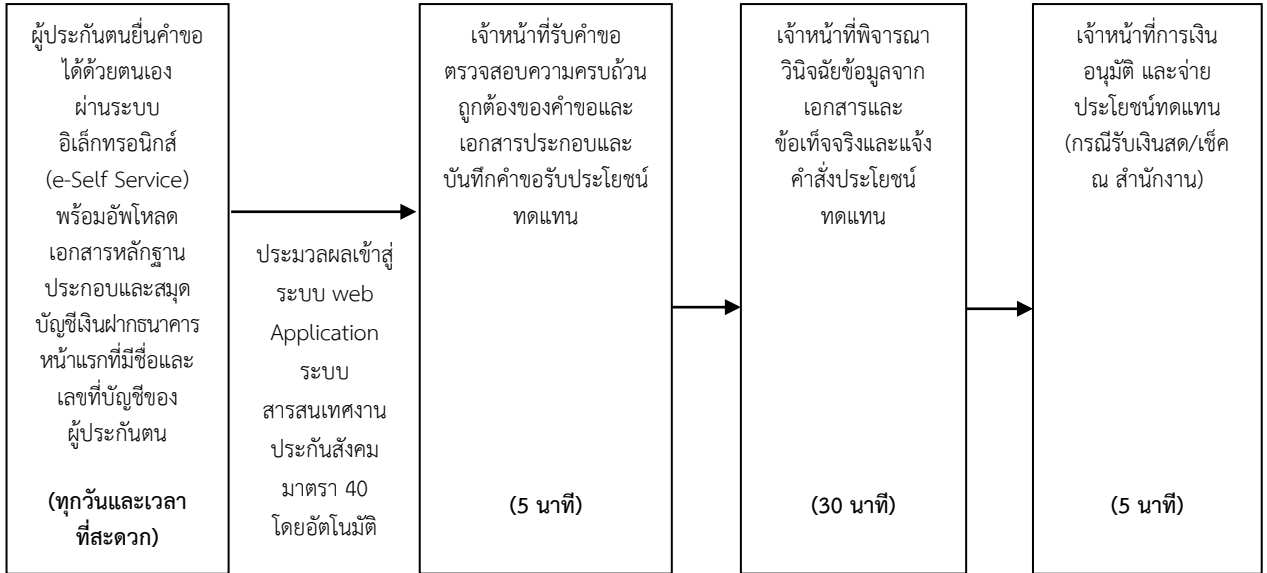 ผู้ประกันตนยื่นคำขอ
ได้ด้วยตนเอง
ผ่านระบบ
อิเล็กทรอนิกส์
(e-Self Service)
พร้อมอัพโหลด
เอกสารหลักฐาน
ประกอบและสมุด
บัญชีเงินฝากธนาคาร
หน้าแรกที่มีชื่อและ
เลขที่บัญชีของ
ผู้ประกันตน
(ทุกวันและเวลา
ที่สะดวก)
ประมวลผลเข้าสู่
ระบบ web
Application
ระบบ
สารสนเทศงาน
ประกันสังคม
มาตรา 40
โดยอัตโนมัติ
เจ้าหน้าที่รับคำขอ
ตรวจสอบความครบถ้วน
ถูกต้องของคำขอและ
เอกสารประกอบและ
บันทึกคำขอรับประโยชน์
ทดแทน
(5 นาที)
เจ้าหน้าที่พิจารณา
วินิจฉัยข้อมูลจาก
เอกสารและ
ข้อเท็จจริงและแจ้ง
คำสั่งประโยชน์
ทดแทน
(30 นาที)
เจ้าหน้าที่การเงิน
อนุมัติ และจ่าย
ประโยชน์ทดแทน
(กรณีรับเงินสด/เช็ค
ณ สำนักงาน)
(5 นาที)